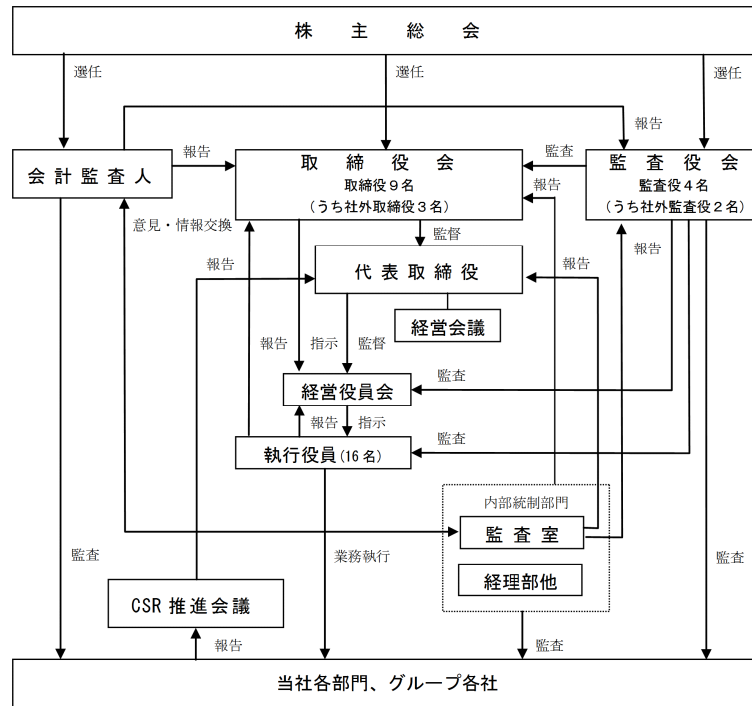 株主総会
選任
選任
選任
報告
会計監査人
報告
取締役会
取締役9名
(うち社外取締役3名)
監査
監査役会
監査役4名
(うち社外監査役2名)
報告
意見・情報交換
監督
報告
報告
報告
代表取締役
経営会議
報告
指示
監督
経営役員会
監査
報告
指示
執行役員(16名)
監査
内部統制部門
監査室
経理部他
監査
業務執行
監査
CSR推進会議
報告
監査
当社各部門、グループ各社